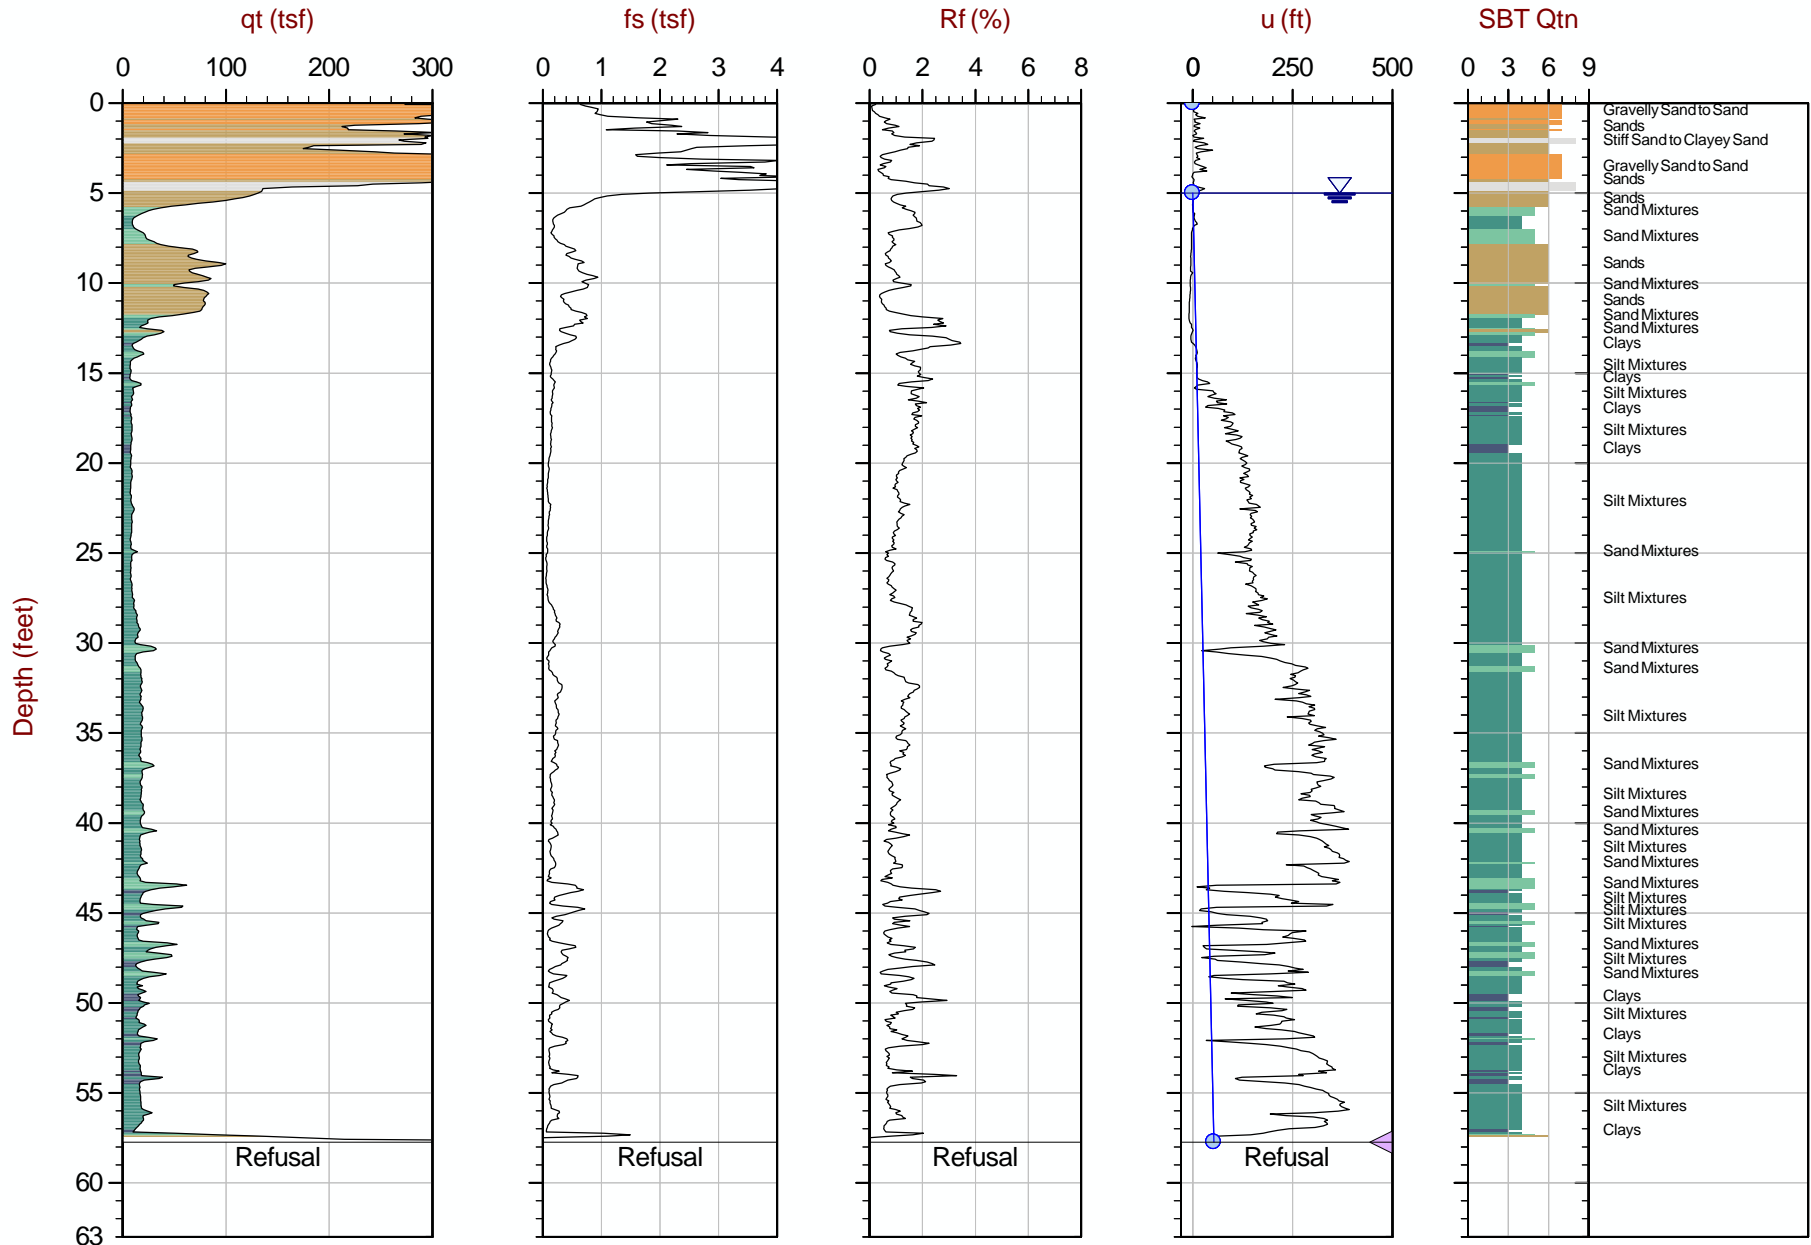 qt (tsf) fs (tsf) Rf (%) u (ft) SBT Qtn
0 100 200 300 0 1 2 3 4 0 2 4 6 8 0 250 500 0 3 6 9
0
5
10
15
20
25
30
35
40
45
50
55
60
63
Depth (feet)
Refusal Refusal Refusal Refusal
Gravelly Sand to Sand
Sands
Stiff Sand to Clayey Sand
Gravelly Sand to Sand
Sands
Sands
Sand Mixtures
Sand Mixtures
Sands
Sand Mixtures
Sands
Sand Mixtures
Sand Mixtures
Clays
Silt Mixtures
Clays
Silt Mixtures
Clays
Silt Mixtures
Clays
Silt Mixtures
Sand Mixtures
Silt Mixtures
Sand Mixtures
Sand Mixtures
Silt Mixtures
Sand Mixtures
Silt Mixtures
Sand Mixtures
Sand Mixtures
Silt Mixtures
Sand Mixtures
Sand Mixtures
Silt Mixtures
Silt Mixtures
Silt Mixtures
Sand Mixtures
Silt Mixtures
Sand Mixtures
Clays
Silt Mixtures
Clays
Silt Mixtures
Clays
Silt Mixtures
Clays